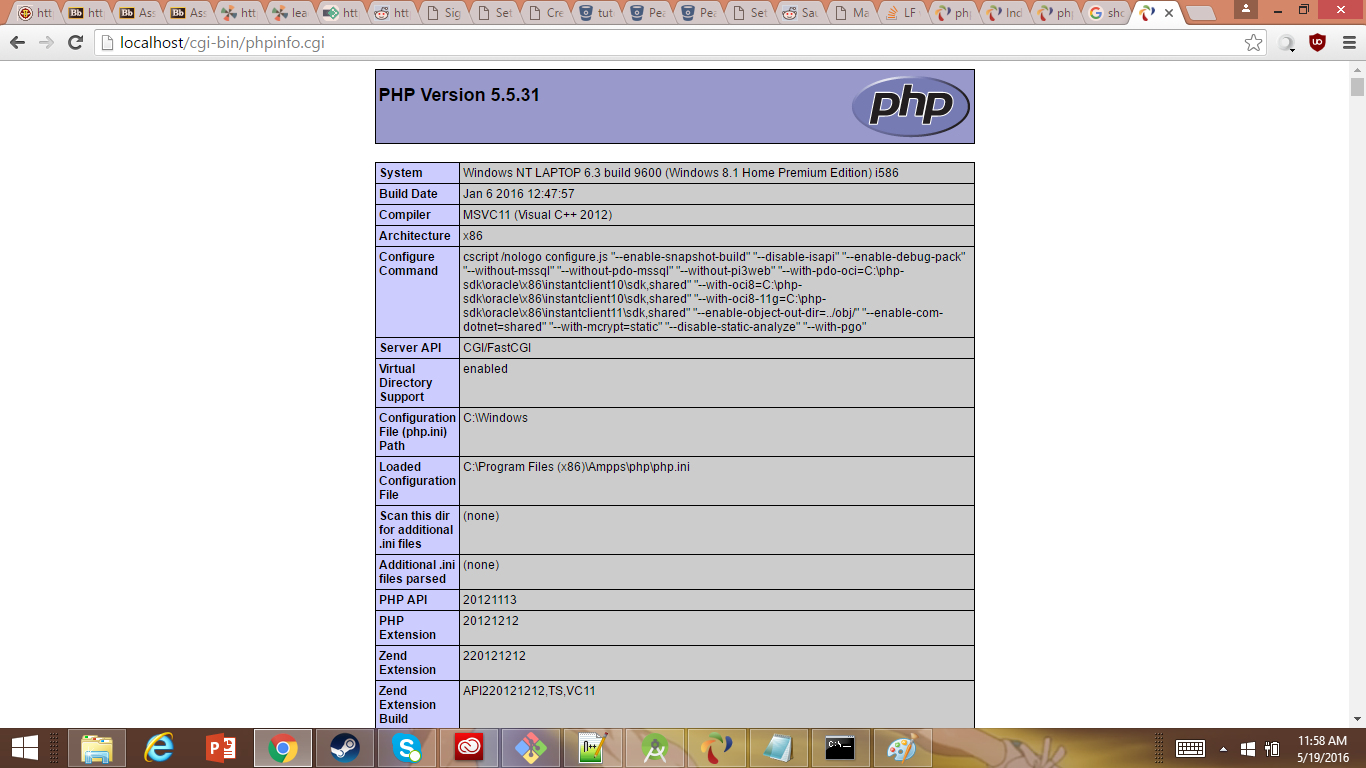 htt
htt
Ass
Ass
htt
lea
htt
htt
Sig
Set
Cre
tut
Pea
Pea
Set
Sau
Ma
LF
php
Ind
php
sho
localhost/cgi-bin/phpinfo.cgi
PHP Version 5.5.31
php
System Windows NT LAPTOP 6.3 build 9600 (Windows 8.1 Home Premium Edition) i586
Build Date Jan 6 2016 12:47:57
Compiler MSVC11 (Visual C++ 2012)
Architecture x86
Configure Command cscript /nologo configure.js "--enable-snapshot-build" "--disable-isapi" "--enable-debug-pack"
"--without-mssql" "--without-pdo-mssql" "--without-pi3web" "--with-pdo-oci=C:\php-
sdk\oracle\x86\instantclient10\sdk,shared" "--with-oci8=C:\php-
sdk\oracle\x86\instantclient10\sdk,shared" "--with-oci8-11g=C:\php-
sdk\oracle\x86\instantclient11\sdk,shared" "--enable-object-out-dir=../obj/" "--enable-com-
dotnet=shared" "--with-mcrypt=static" "--disable-static-analyze" "--with-pgo"
Server API CGI/FastCGI
Virtual
Directory
Support
enabled
Configuration
File (php.ini)
Path
C:\Windows
Loaded
Configuration
File
C:\Program Files (x86)\Ampps\php\php.ini
Scan this dir
for additional
.ini files
(none)
Additional .ini
files parsed
(none)
PHP API 20121113
PHP
Extension
20121212
Zend
Extension
220121212
Zend
Extension
Build
API220121212,TS,VC11
11:58 AM
5/19/2016